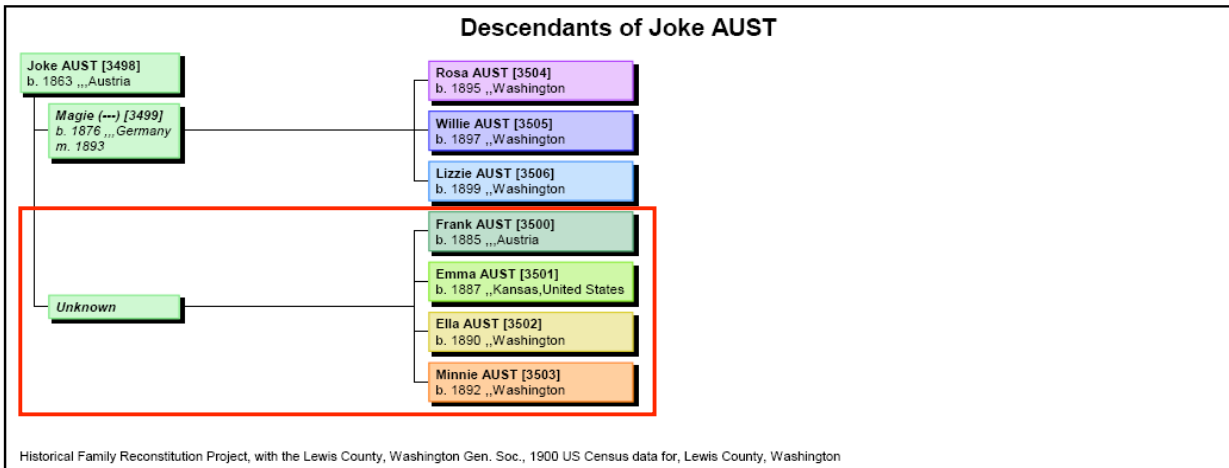 Descendants of Joke AUST
Joke AUST [3498]
b. 1863 ,,,Austria
Magie (---) [3499]
b. 1876 ,,,Germany
m. 1893
Rosa AUST [3504]
b. 1895 ,,Washington
Willie AUST [3505]
b. 1897 ,,Washington
Lizzie AUST [3506]
b. 1899 ,,Washington
Unknown
Frank AUST [3500]
b. 1885 ,,,Austria
Emma AUST [3501]
b. 1887 ,,Kansas,United States
Ella AUST [3502]
b. 1890 ,,Washington
Minnie AUST [3503]
b. 1892 ,,Washington
Historical Family Reconstitution Project, with the Lewis County, Washington Gen. Soc., 1900 US Census data for, Lewis County, Washington